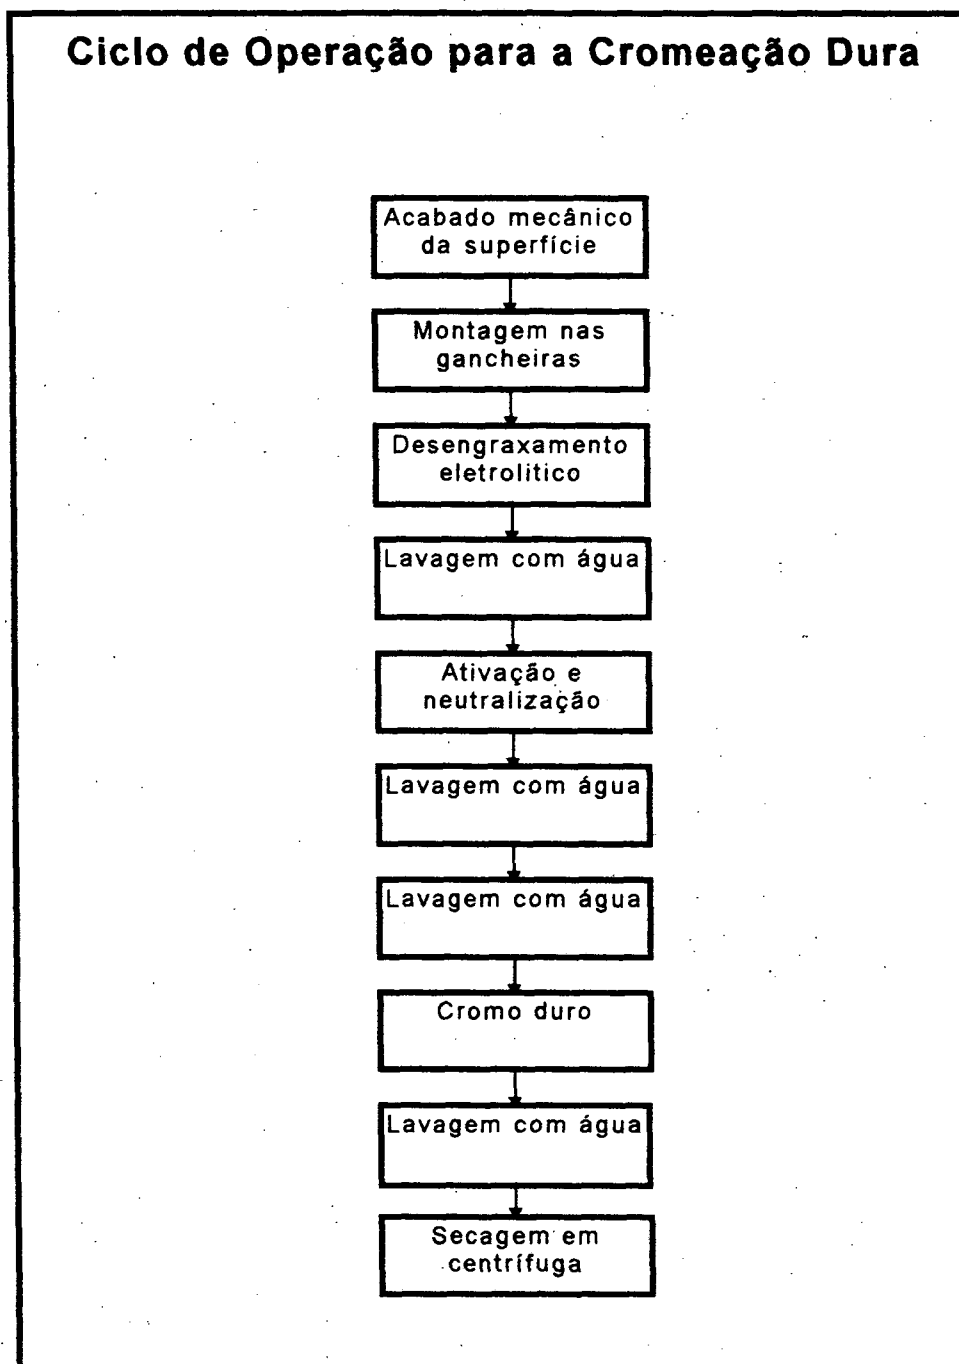 Ciclo de Operação para a Cromeação Dura
Acabado mecânico
da superfície
Montagem nas
gancheiras
Desengraxamento
eletrolitico
Lavagem com água
Ativação e
neutralização
Lavagem com água
Lavagem com água
Cromo duro
Lavagem com água
Secagem em
centrífuga